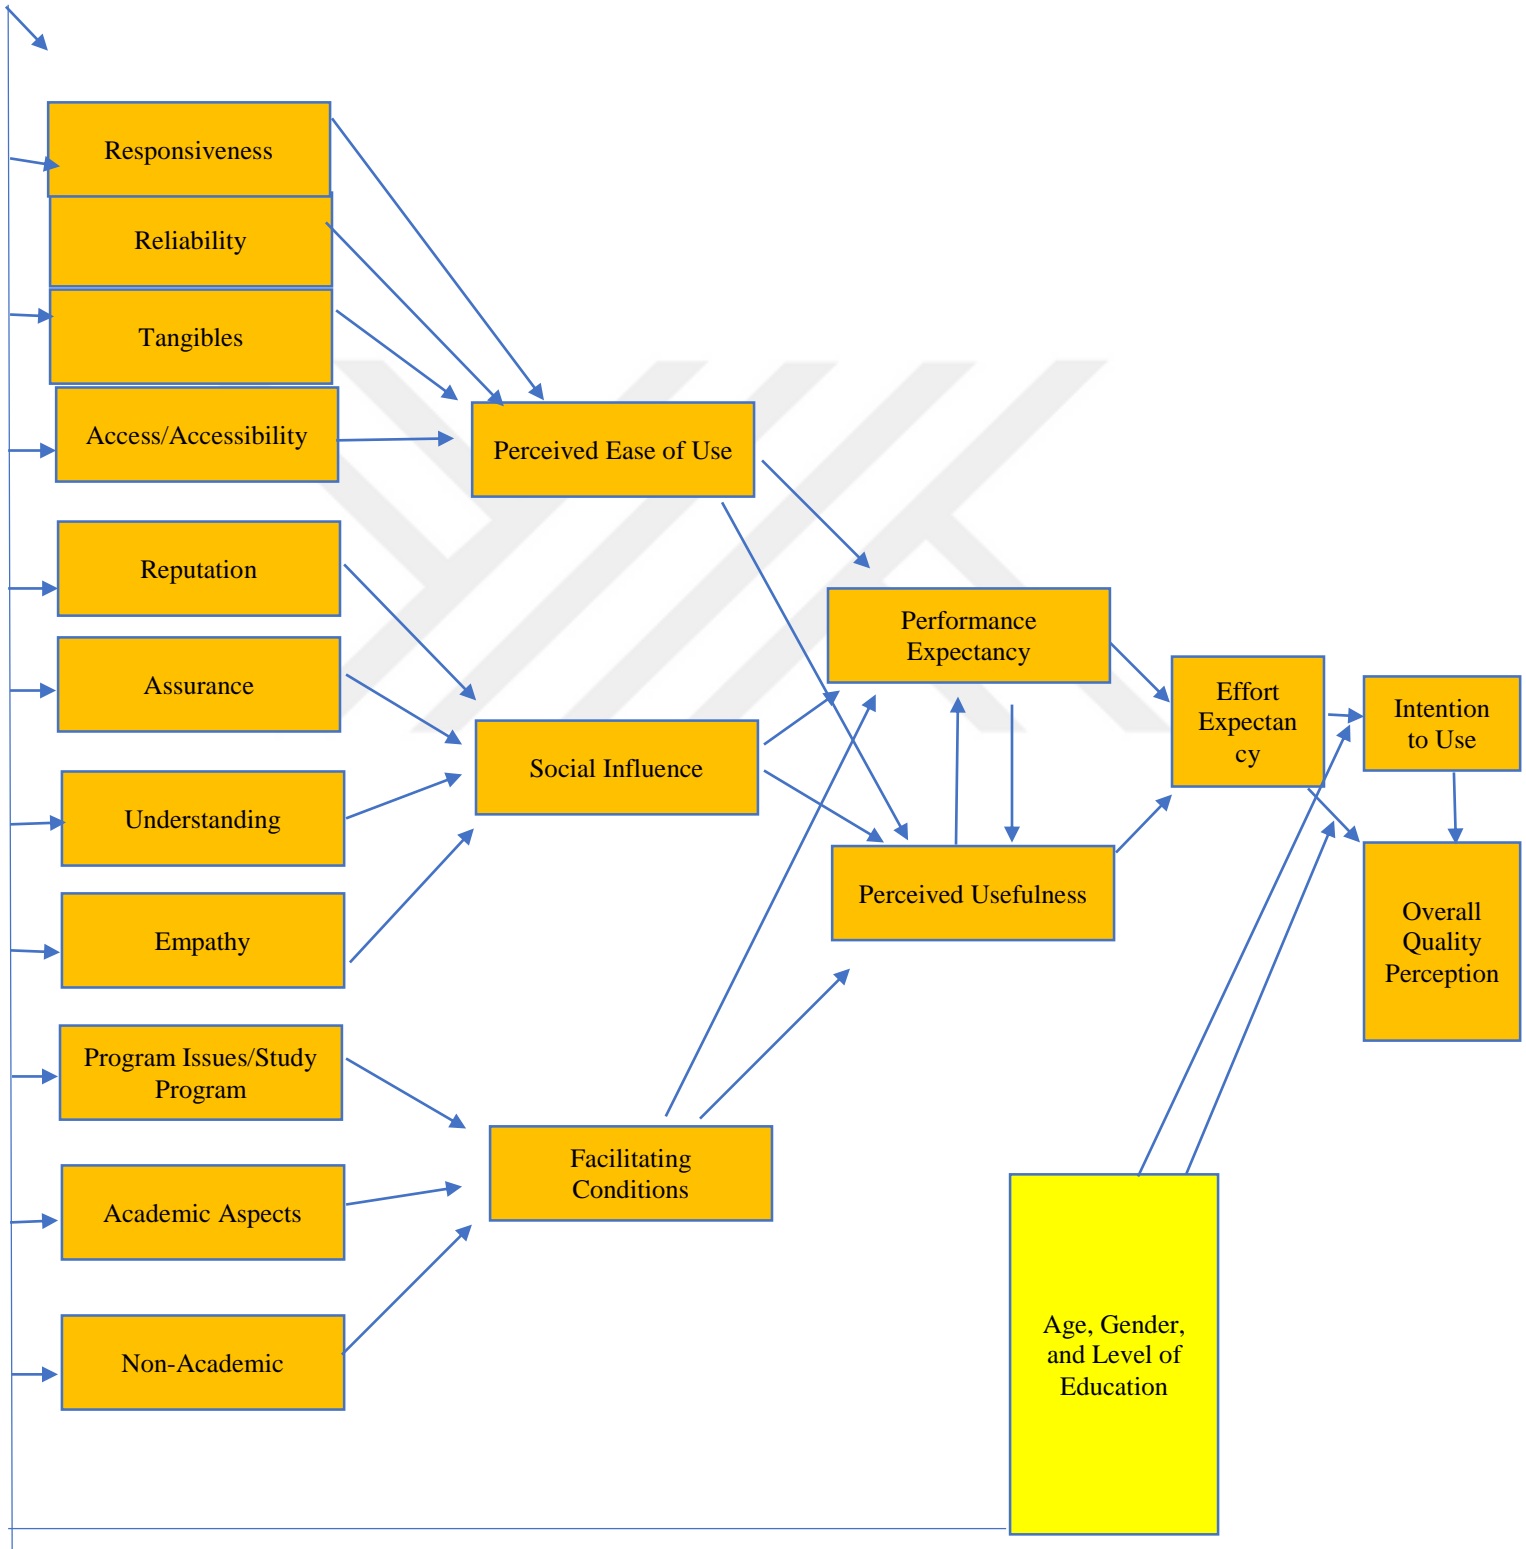 Responsiveness
Reliability
Tangibles
Access/Accessibility
Perceived Ease of Use
Reputation
Performance
Expectancy
Assurance
Effort
Expectan
cy
Intention
to Use
Social Influence
Understanding
Perceived Usefulness
Overall
Quality
Perception
Empathy
Program Issues/Study
Program
Facilitating
Conditions
Academic Aspects
Age, Gender,
and Level of
Education
Non-Academic